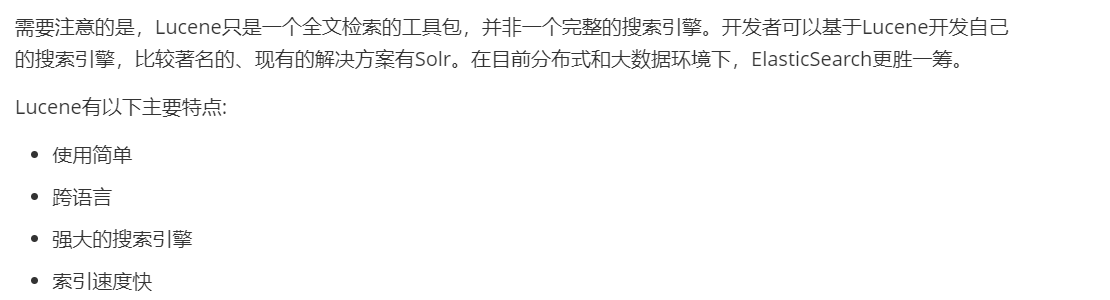 需要注意的是，Lucene只是一个全文检索的工具包，并非一个完整的搜索引擎。开发者可以基于Lucene开发自己
的搜索引擎，比较著名的、现有的解决方案有Solr。在目前分布式和大数据环境下，ElasticSearch更胜一筹。
Lucene有以下主要特点:
• 使用简单
• 跨语言
• 强大的搜索引擎
• 索引速度快